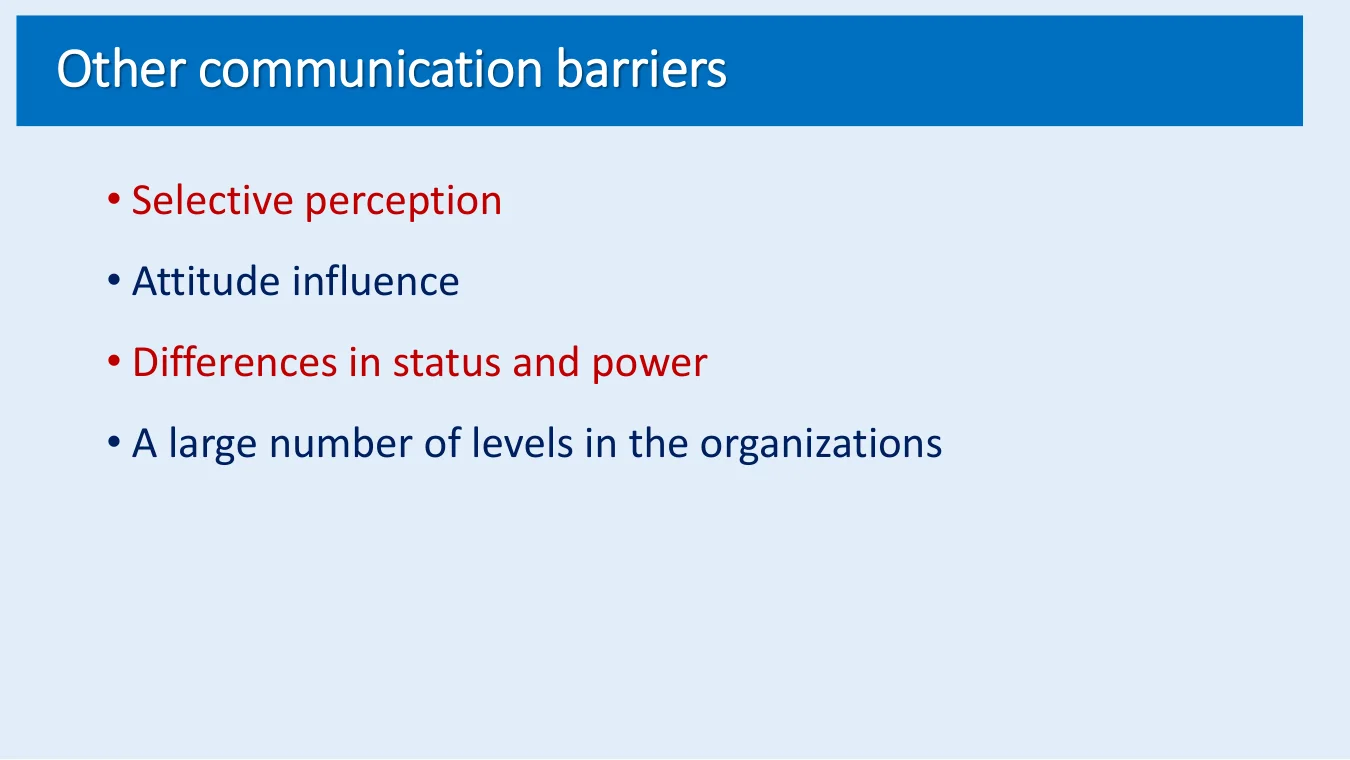 Other communication barriers
• Selective perception
• Attitude influence
• Differences in status and power
• A large number of levels in the organizations